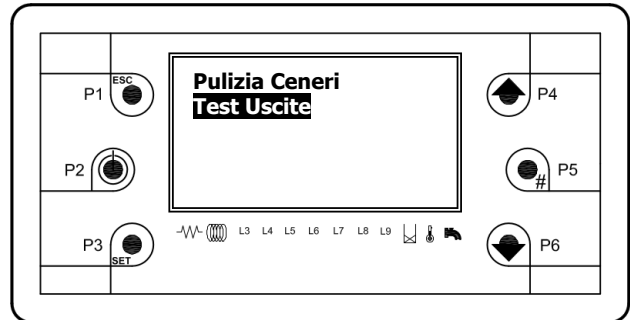 Pulizia Ceneri
Test Uscite
P1 ESC
P2
P3 SET
P4
P5 #
P6
L3 L4 L5 L6 L7 L8 L9